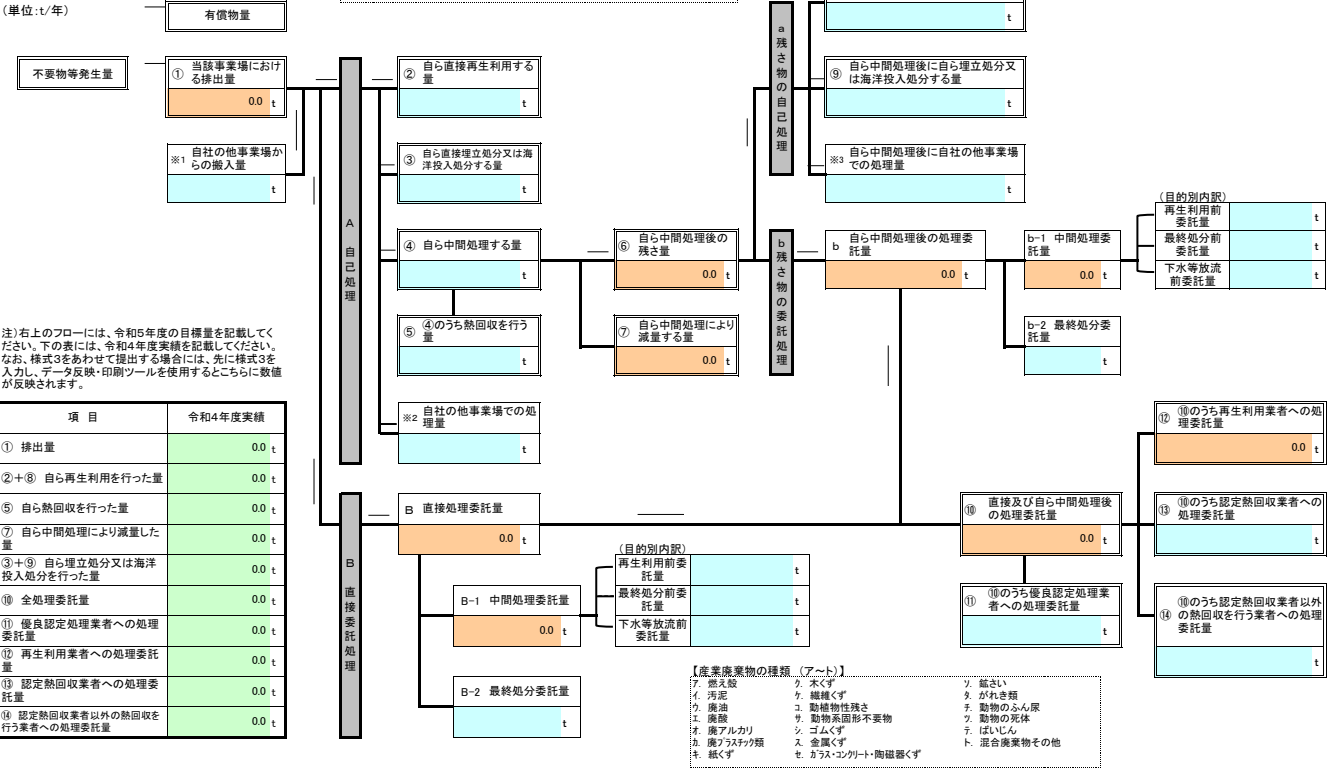 (単位:t/年)
有償物量
不要物等発生量
① 当該事業場におけ
る排出量
0.0 t
※1 自社の他事業場か
らの搬入量
t
A 自己処理
② 自ら直接再生利用する
量
t
③ 自ら直接埋立処分又は海
洋投入処分する量
t
④ 自ら中間処理する量
t
⑤ ④のうち熱回収を行う
量
t
※2 自社の他事業場での処
理量
t
⑥ 自ら中間処理後の
残さ量
0.0 t
⑦ 自ら中間処理により
減量する量
0.0 t
a 残さ物の自己処理
t
⑨ 自ら中間処理後に自ら埋立処分又
は海洋投入処分する量
t
※3 自ら中間処理後に自社の他事業場
での処理量
t
b 残さ物の委託処理
b 自ら中間処理後の処理委
託量
0.0 t
b-1 中間処理委
託量
0.0 t
b-2 最終処分委
託量
t
(目的別内訳)
再生利用前
委託量
t
最終処分前
委託量
t
下水等放流
前委託量
t
注)右上のフローには、令和5年度の目標量を記載してく
ださい。下の表には、令和4年度実績を記載してください。
なお、様式3をあわせて提出する場合には、先に様式3を
入力し、データ反映・印刷ツールを使用するとこちらに数値
が反映されます。
項 目 令和4年度実績
① 排出量 0.0 t
②+⑧ 自ら再生利用を行った量 0.0 t
⑤ 自ら熱回収を行った量 0.0 t
⑦ 自ら中間処理により減量した
量 0.0 t
③+⑨ 自ら埋立処分又は海洋
投入処分を行った量 0.0 t
⑩ 全処理委託量 0.0 t
⑪ 優良認定処理業者への処理
委託量 0.0 t
⑫ 再生利用業者への処理委託
量 0.0 t
⑬ 認定熱回収業者への処理委
託量 0.0 t
⑭ 認定熱回収業者以外の熱回収を
行う業者への処理委託量 0.0 t
B 直接委託処理
B 直接処理委託量
0.0 t
B-1 中間処理委託量
0.0 t
B-2 最終処分委託量
t
(目的別内訳)
再生利用前委
託量
t
最終処分前委
託量
t
下水等放流前
委託量
t
⑩ 直接及び自ら中間処理後
の処理委託量
0.0 t
⑪ ⑩のうち優良認定処理業
者への処理委託量
t
⑫ ⑩のうち再生利用業者への処
理委託量
0.0 t
⑬ ⑩のうち認定熱回収業者への
処理委託量
t
⑭ ⑩のうち認定熱回収業者以外
の熱回収を行う業者への処理
委託量
t
【産業廃棄物の種類 (ア~ト)】
ア. 燃え殻
イ. 汚泥
ウ. 廃油
エ. 廃酸
オ. 廃アルカリ
カ. 廃プラスチック類
キ. 紙くず
ク. 木くず
ケ. 繊維くず
コ. 動植物性残さ
サ. 動物系固形不要物
シ. ゴムくず
ス. 金属くず
セ. ガラス・コンクリート・陶磁器くず
ソ. 鉱さい
タ. がれき類
チ. 動物のふん尿
ツ. 動物の死体
テ. ばいじん
ト. 混合廃棄物その他